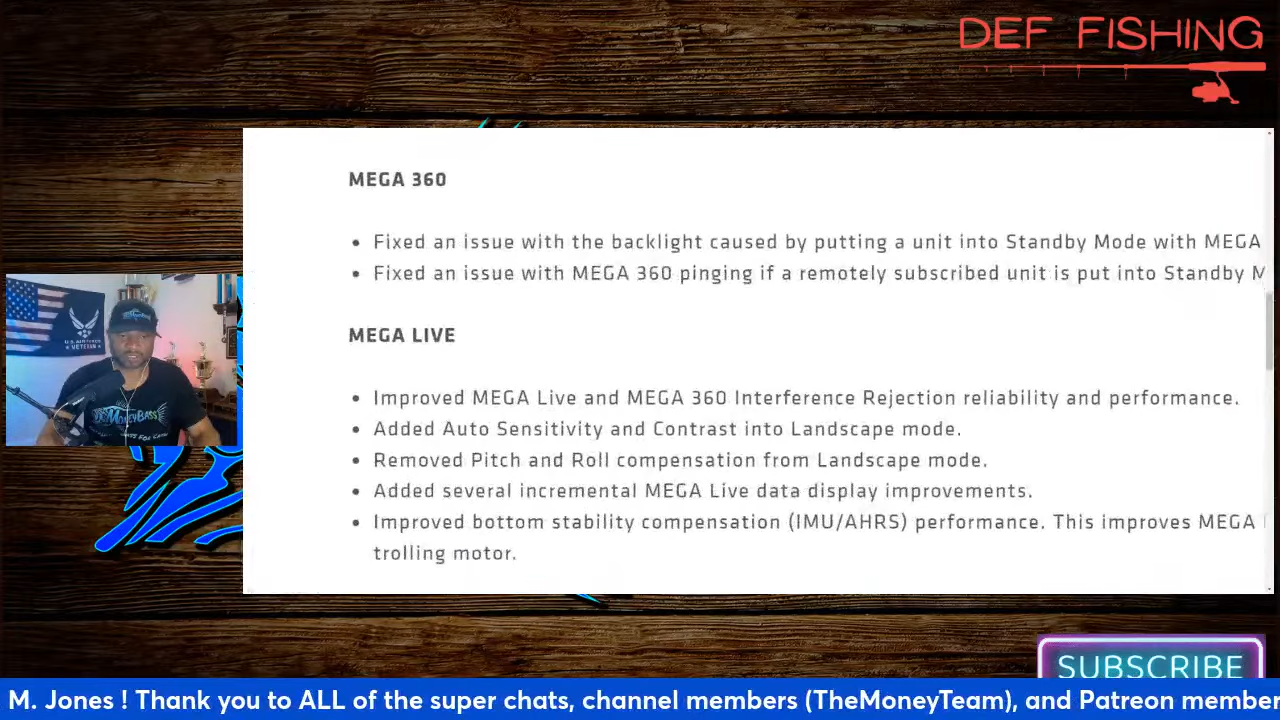 DEF FISHING
MEGA 360
• Fixed an issue with the backlight caused by putting a unit into Standby Mode with MEGA
• Fixed an issue with MEGA 360 pinging if a remotely subscribed unit is put into Standby M
MEGA LIVE
• Improved MEGA Live and MEGA 360 Interference Rejection reliability and performance.
• Added Auto Sensitivity and Contrast into Landscape mode.
• Removed Pitch and Roll compensation from Landscape mode.
• Added several incremental MEGA Live data display improvements.
• Improved bottom stability compensation (IMU/AHRS) performance. This improves MEGA
trolling motor.
U.S. AIR FORCE
VETERAN
MONEYBASS
SUBSCRIBE
M. Jones ! Thank you to ALL of the super chats, channel members (TheMoneyTeam), and Patreon member